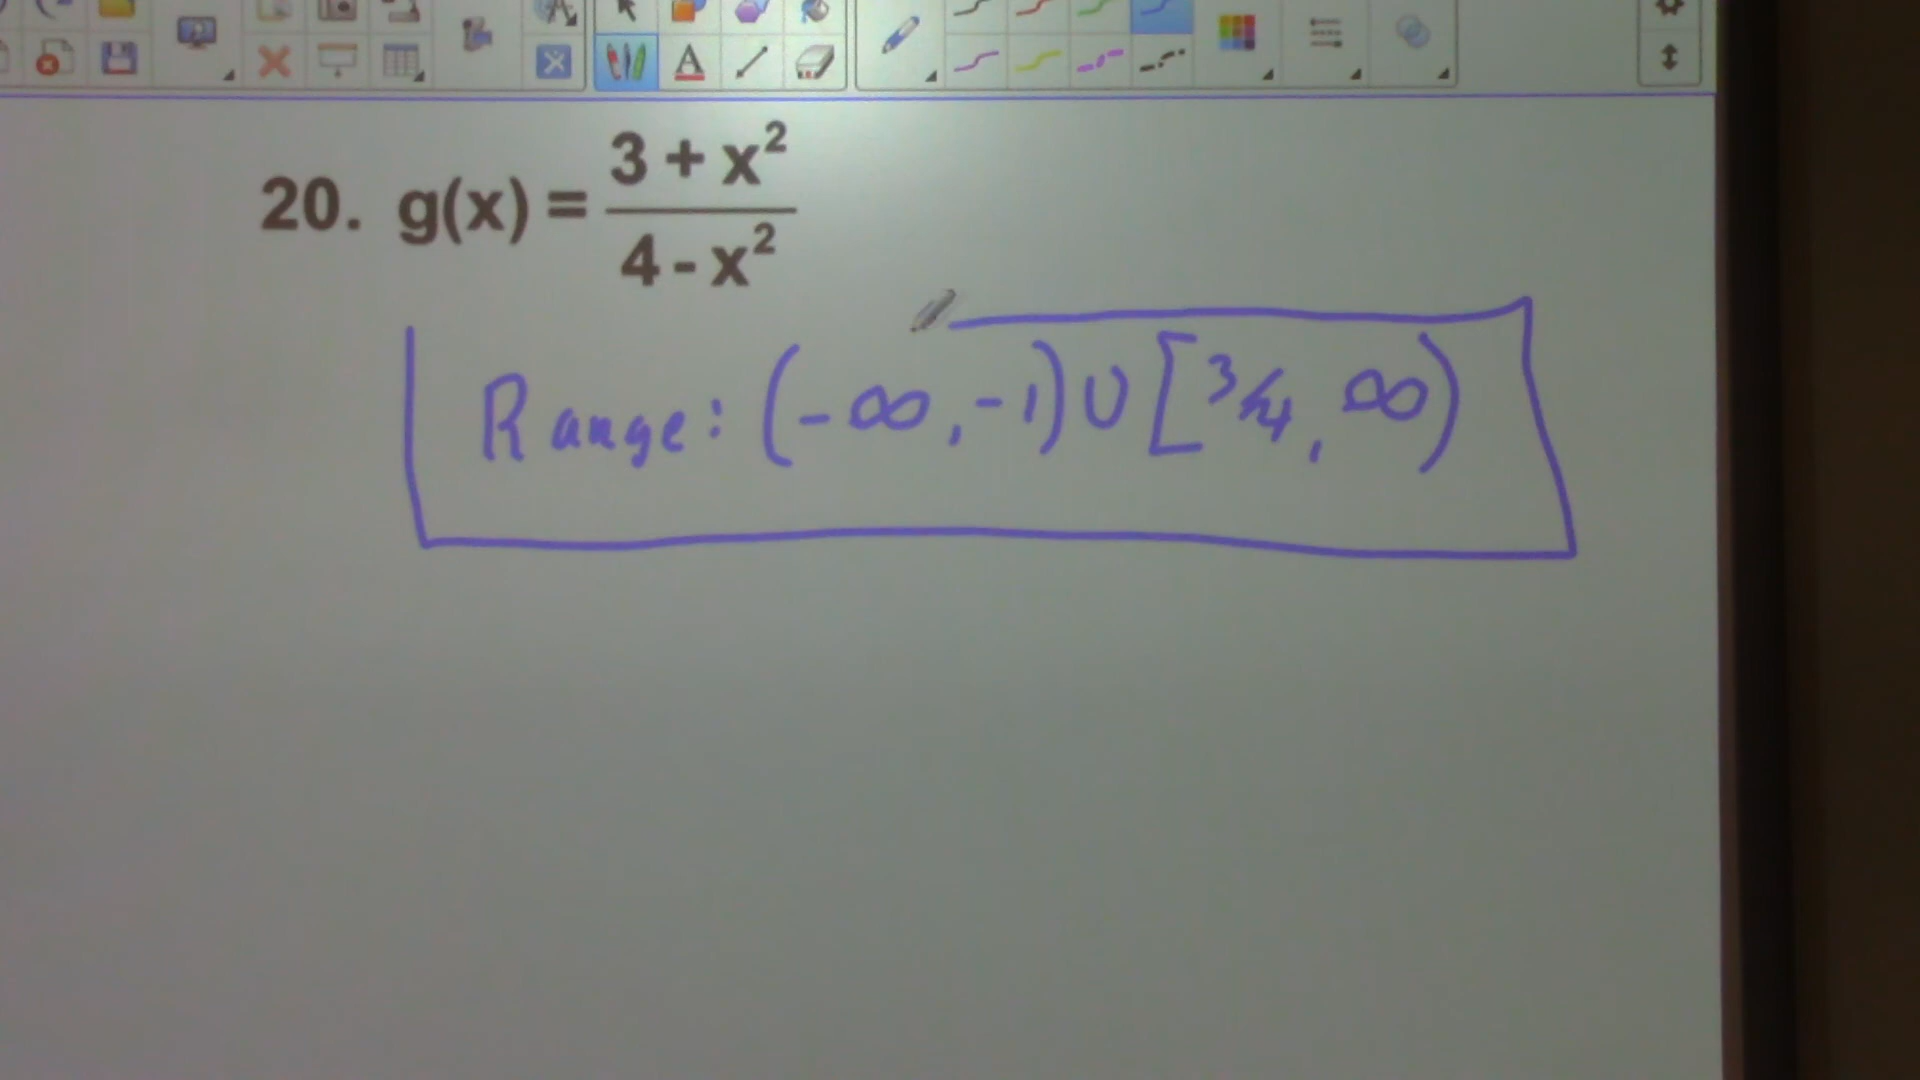 20. g(x) = 3 + x² / 4 - x²
Range: (-∞, -1) ∪ [3/4, ∞)